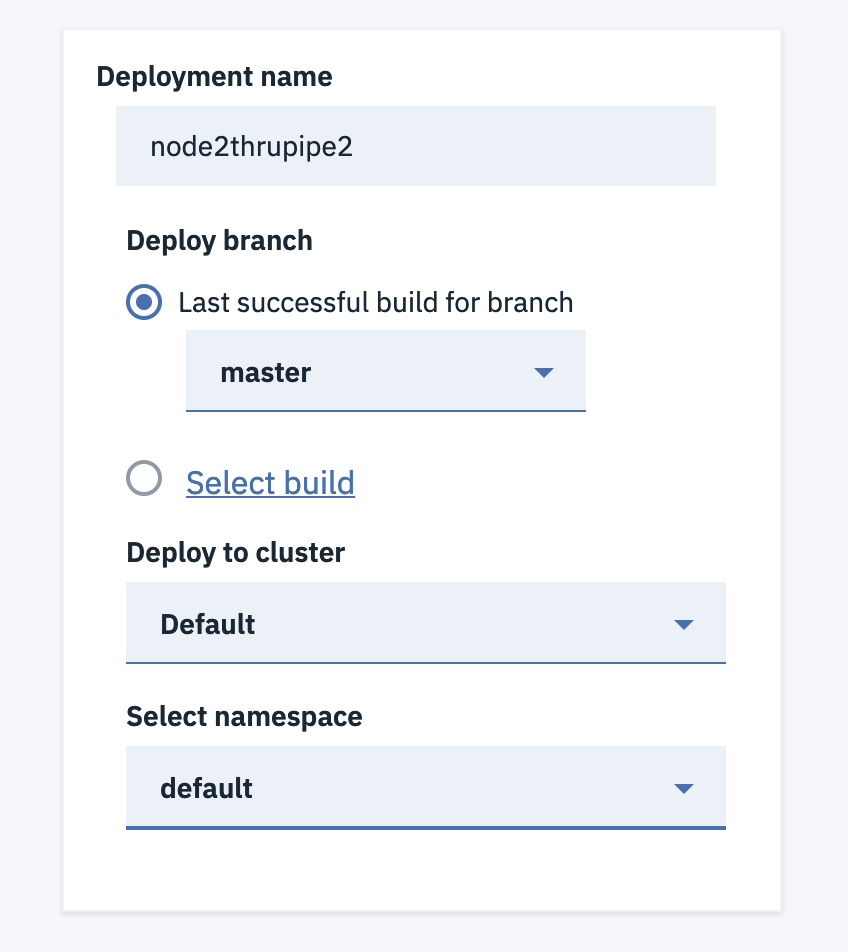 Deployment name
node2thrupipe2
Deploy branch
Last successful build for branch
master
Select build
Deploy to cluster
Default
Select namespace
default